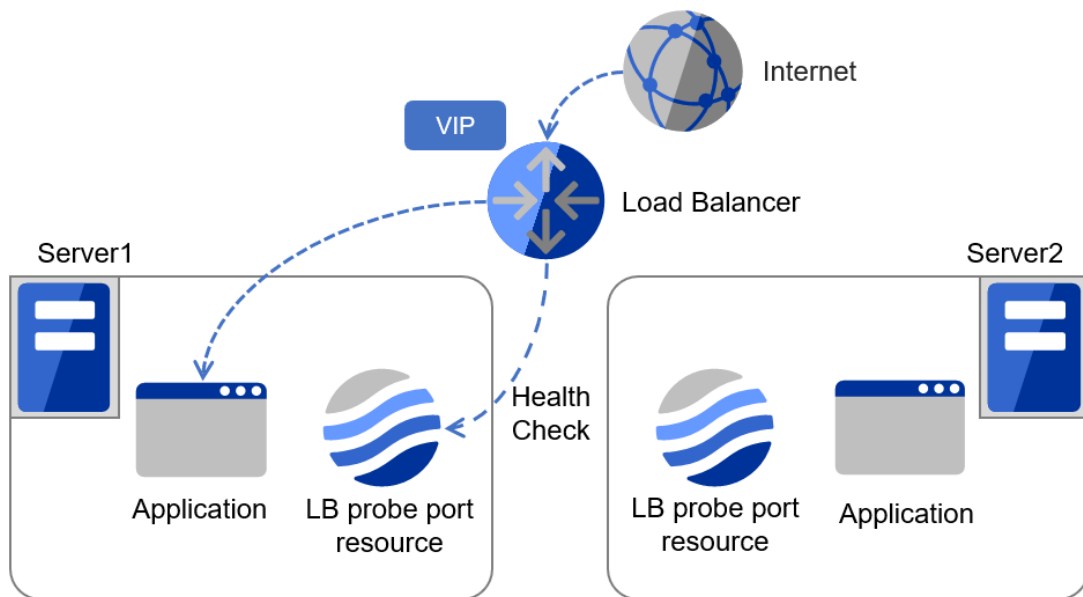 Internet
VIP
Load Balancer
Server1
Server2
Health
Check
Application
LB probe port
resource
LB probe port
resource
Application